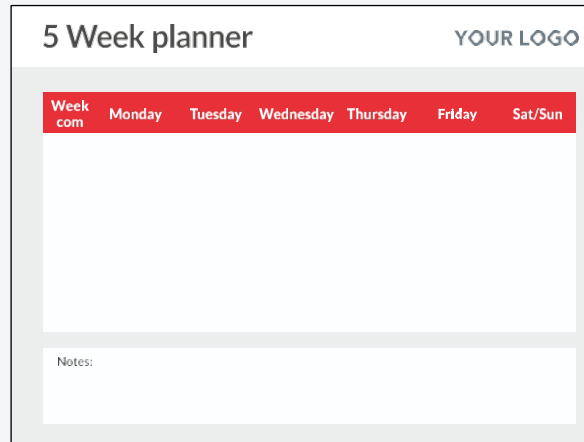 5 Week planner
YOUR LOGO
Week com Monday Tuesday Wednesday Thursday Friday Sat/Sun
Notes: